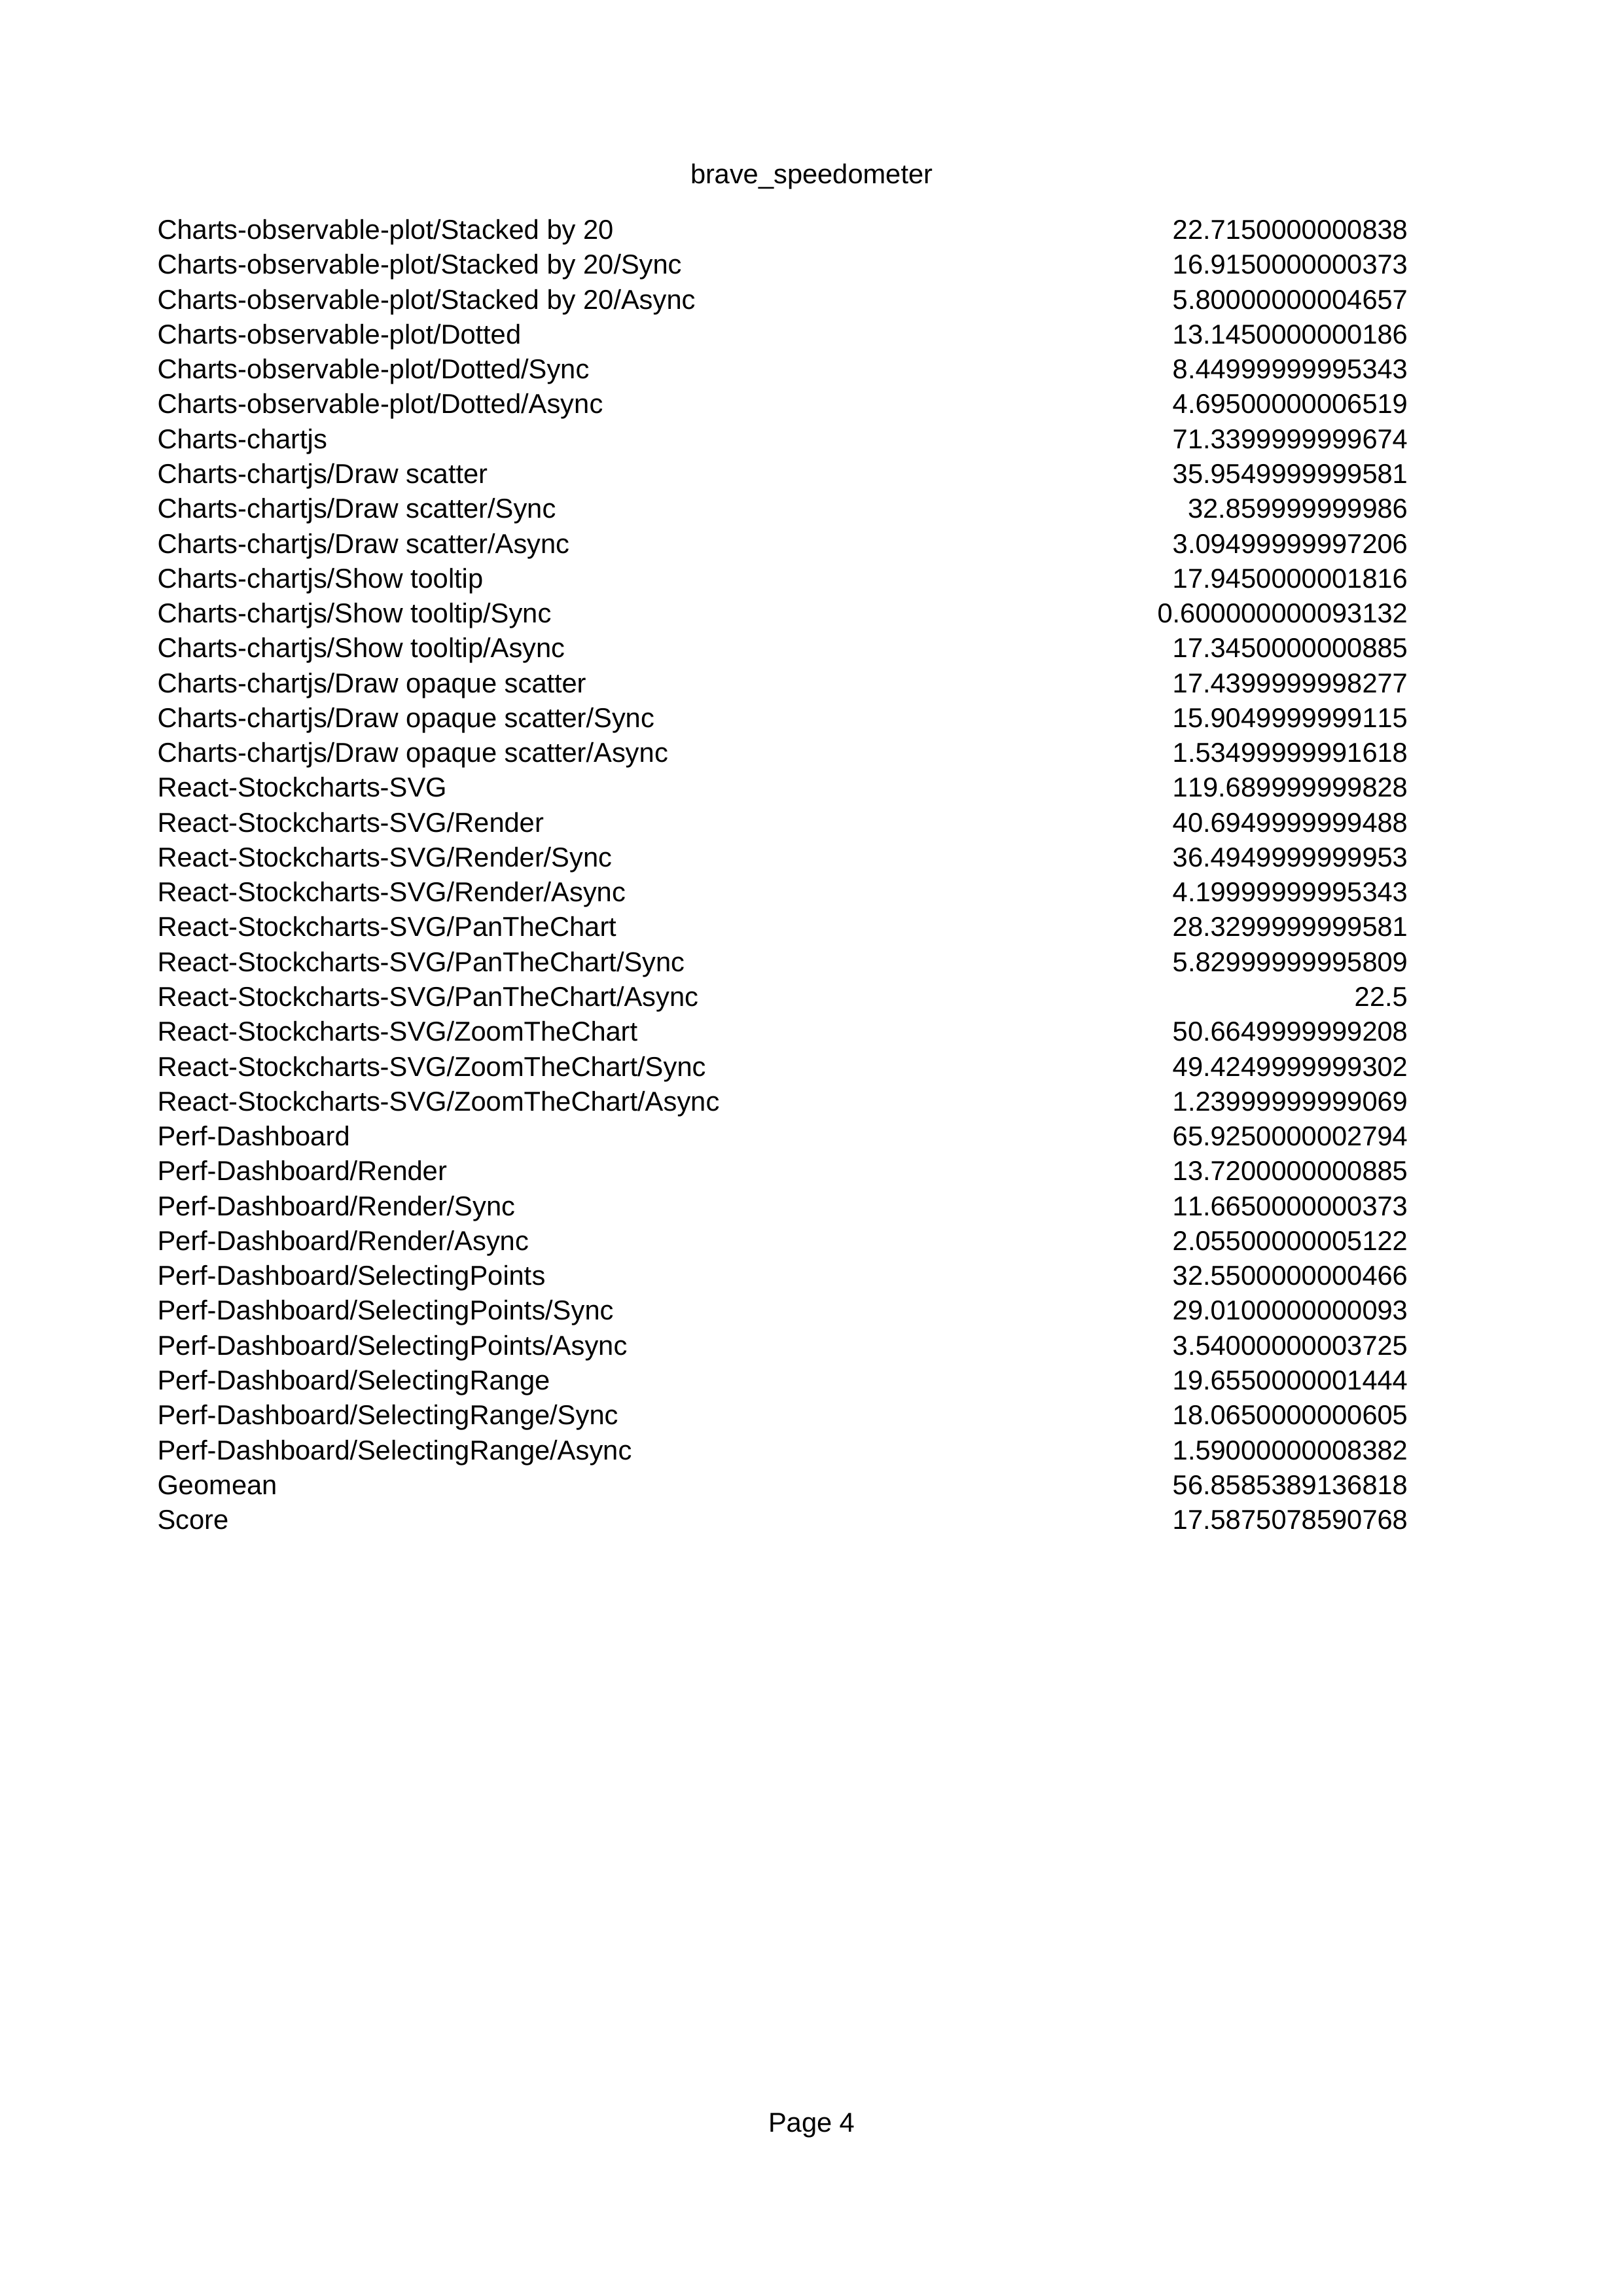 brave_speedometer
Charts-observable-plot/Stacked by 20 22.7150000000838
Charts-observable-plot/Stacked by 20/Sync 16.9150000000373
Charts-observable-plot/Stacked by 20/Async 5.80000000004657
Charts-observable-plot/Dotted 13.1450000000186
Charts-observable-plot/Dotted/Sync 8.44999999995343
Charts-observable-plot/Dotted/Async 4.69500000006519
Charts-chartjs 71.3399999999674
Charts-chartjs/Draw scatter 35.9549999999581
Charts-chartjs/Draw scatter/Sync 32.859999999986
Charts-chartjs/Draw scatter/Async 3.09499999997206
Charts-chartjs/Show tooltip 17.9450000001816
Charts-chartjs/Show tooltip/Sync 0.600000000093132
Charts-chartjs/Show tooltip/Async 17.3450000000885
Charts-chartjs/Draw opaque scatter 17.4399999998277
Charts-chartjs/Draw opaque scatter/Sync 15.9049999999115
Charts-chartjs/Draw opaque scatter/Async 1.53499999991618
React-Stockcharts-SVG 119.689999999828
React-Stockcharts-SVG/Render 40.6949999999488
React-Stockcharts-SVG/Render/Sync 36.4949999999953
React-Stockcharts-SVG/Render/Async 4.19999999995343
React-Stockcharts-SVG/PanTheChart 28.3299999999581
React-Stockcharts-SVG/PanTheChart/Sync 5.82999999995809
React-Stockcharts-SVG/PanTheChart/Async 22.5
React-Stockcharts-SVG/ZoomTheChart 50.6649999999208
React-Stockcharts-SVG/ZoomTheChart/Sync 49.4249999999302
React-Stockcharts-SVG/ZoomTheChart/Async 1.23999999999069
Perf-Dashboard 65.9250000002794
Perf-Dashboard/Render 13.7200000000885
Perf-Dashboard/Render/Sync 11.6650000000373
Perf-Dashboard/Render/Async 2.05500000005122
Perf-Dashboard/SelectingPoints 32.5500000000466
Perf-Dashboard/SelectingPoints/Sync 29.0100000000093
Perf-Dashboard/SelectingPoints/Async 3.54000000003725
Perf-Dashboard/SelectingRange 19.6550000001444
Perf-Dashboard/SelectingRange/Sync 18.0650000000605
Perf-Dashboard/SelectingRange/Async 1.59000000008382
Geomean 56.8585389136818
Score 17.5875078590768
Page 4